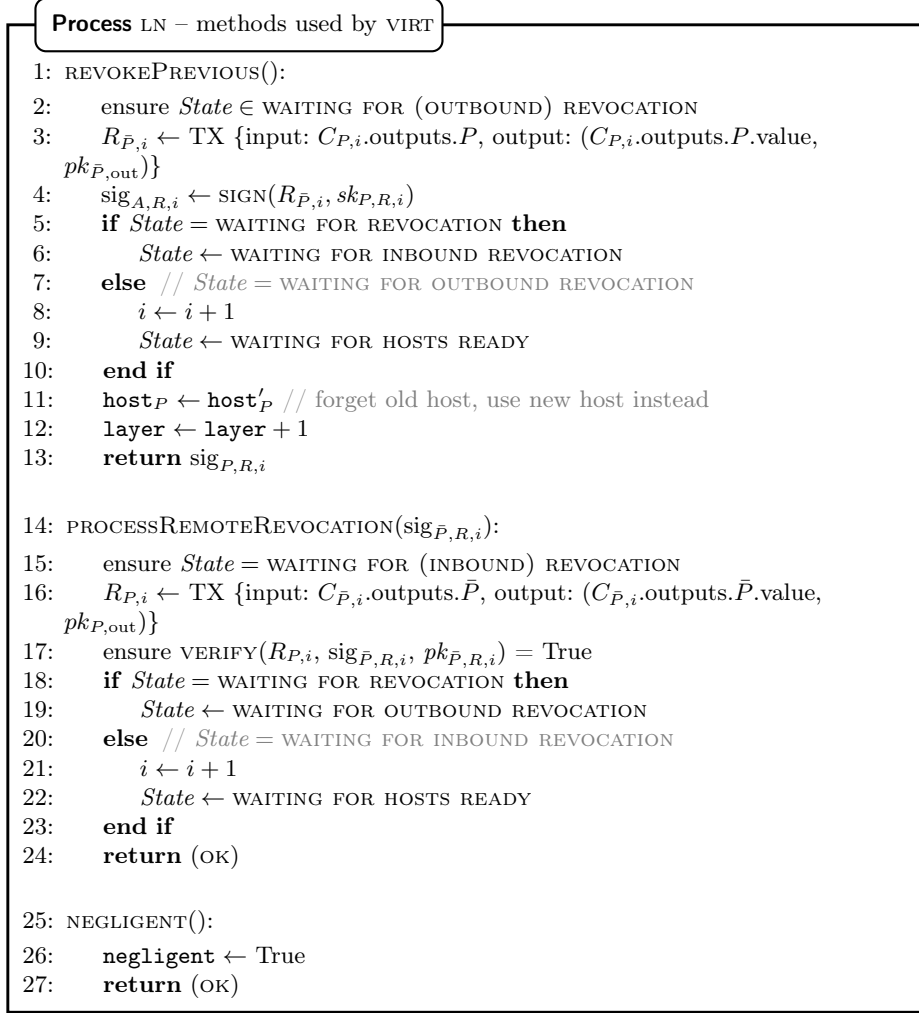 Process LN – methods used by VIRT
1: REVOKEPREVIOUS():
2: ensure State ∈ WAITING FOR (OUTBOUND) REVOCATION
3: R_{P̄,i} ← TX {input: C_{P,i}.outputs.P, output: (C_{P,i}.outputs.P.value,
pk_{P̄,out})}
4: sig_{A,R,i} ← SIGN(R_{P̄,i}, sk_{P,R,i})
5: if State = WAITING FOR REVOCATION then
6: State ← WAITING FOR INBOUND REVOCATION
7: else // State = WAITING FOR OUTBOUND REVOCATION
8: i ← i + 1
9: State ← WAITING FOR HOSTS READY
10: end if
11: host_P ← host′_P // forget old host, use new host instead
12: layer ← layer + 1
13: return sig_{P,R,i}
14: PROCESSREMOTEREVOCATION(sig_{P̄,R,i}):
15: ensure State = WAITING FOR (INBOUND) REVOCATION
16: R_{P,i} ← TX {input: C_{P̄,i}.outputs.P̄, output: (C_{P̄,i}.outputs.P̄.value,
pk_{P,out})}
17: ensure VERIFY(R_{P,i}, sig_{P̄,R,i}, pk_{P̄,R,i}) = True
18: if State = WAITING FOR REVOCATION then
19: State ← WAITING FOR OUTBOUND REVOCATION
20: else // State = WAITING FOR INBOUND REVOCATION
21: i ← i + 1
22: State ← WAITING FOR HOSTS READY
23: end if
24: return (OK)
25: NEGLIGENT():
26: negligent ← True
27: return (OK)